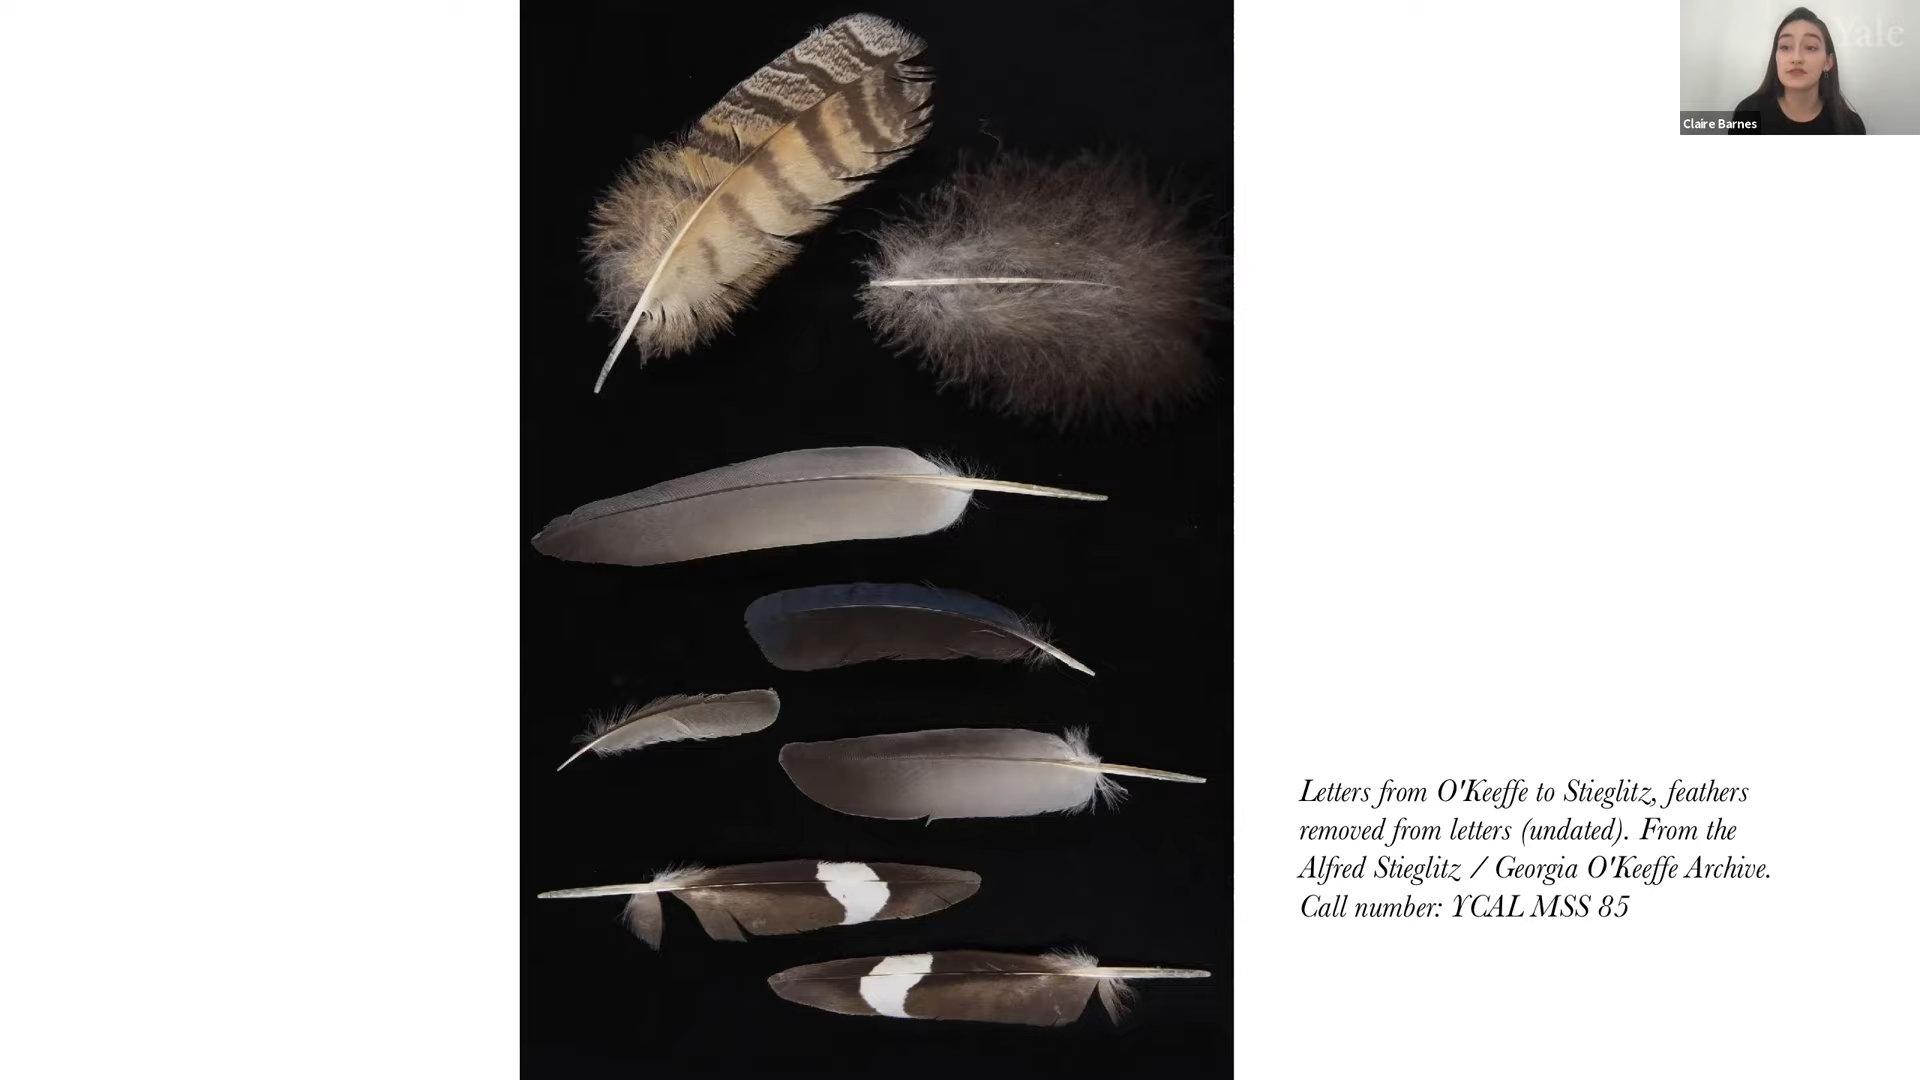 Yale
Claire Barnes
Letters from O'Keeffe to Stieglitz, feathers
removed from letters (undated). From the
Alfred Stieglitz / Georgia O'Keeffe Archive.
Call number: YCAL MSS 85